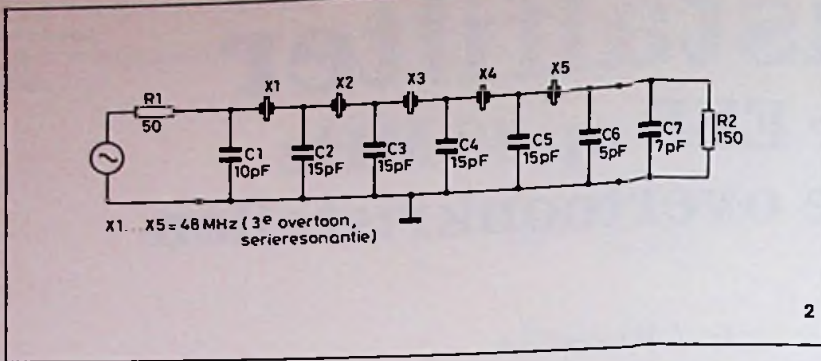 R1
50
X1
X2
X3
X4
X5
C1
10pF
C2
15pF
C3
15pF
C4
15pF
C5
15pF
C6
5pF
C7
7pF
R2
150
X1...X5 = 48 MHz (3e overtoon,
serieresonantie)
2